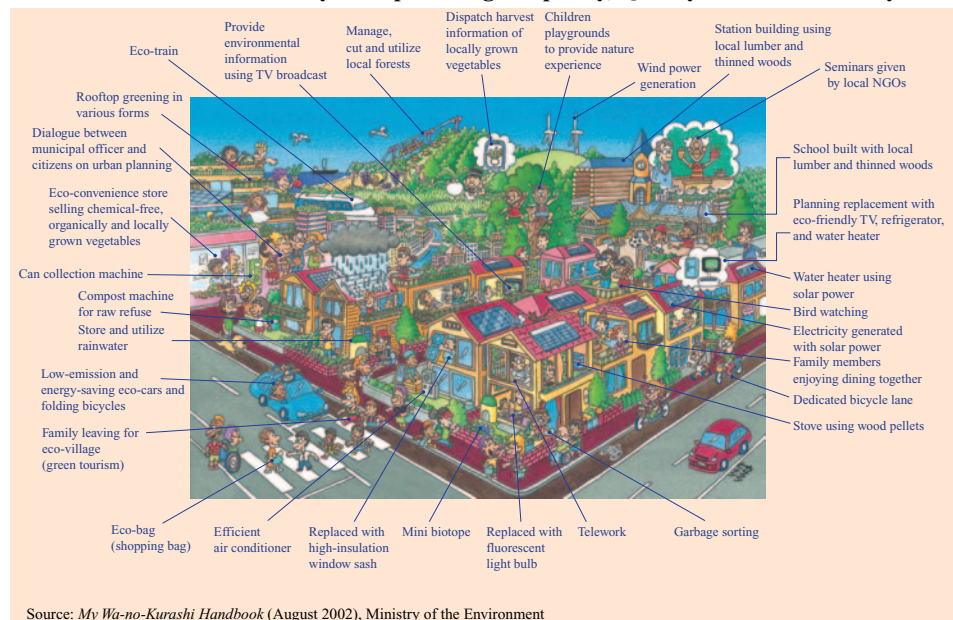 Provide
environmental
information
using TV broadcast
Manage,
cut and utilize
local forests
Dispatch harvest
information of
locally grown
vegetables
Children
playgrounds
to provide nature
experience
Wind power
generation
Station building using
local lumber and
thinned woods
Seminars given
by local NGOs
Eco-train
Rooftop greening in
various forms
Dialogue between
municipal officer and
citizens on urban planning
Eco-convenience store
selling chemical-free,
organically and locally
grown vegetables
Can collection machine
Compost machine
for raw refuse
Store and utilize
rainwater
Low-emission and
energy-saving eco-cars and
folding bicycles
Family leaving for
eco-village
(green tourism)
School built with local
lumber and thinned woods
Planning replacement with
eco-friendly TV, refrigerator,
and water heater
Water heater using
solar power
Bird watching
Electricity generated
with solar power
Family members
enjoying dining together
Dedicated bicycle lane
Stove using wood pellets
Eco-bag
(shopping bag)
Efficient
air conditioner
Replaced with
high-insulation
window sash
Mini biotope
Replaced with
fluorescent
light bulb
Telework
Garbage sorting
Source: My Wa-no-Kurashi Handbook (August 2002), Ministry of the Environment